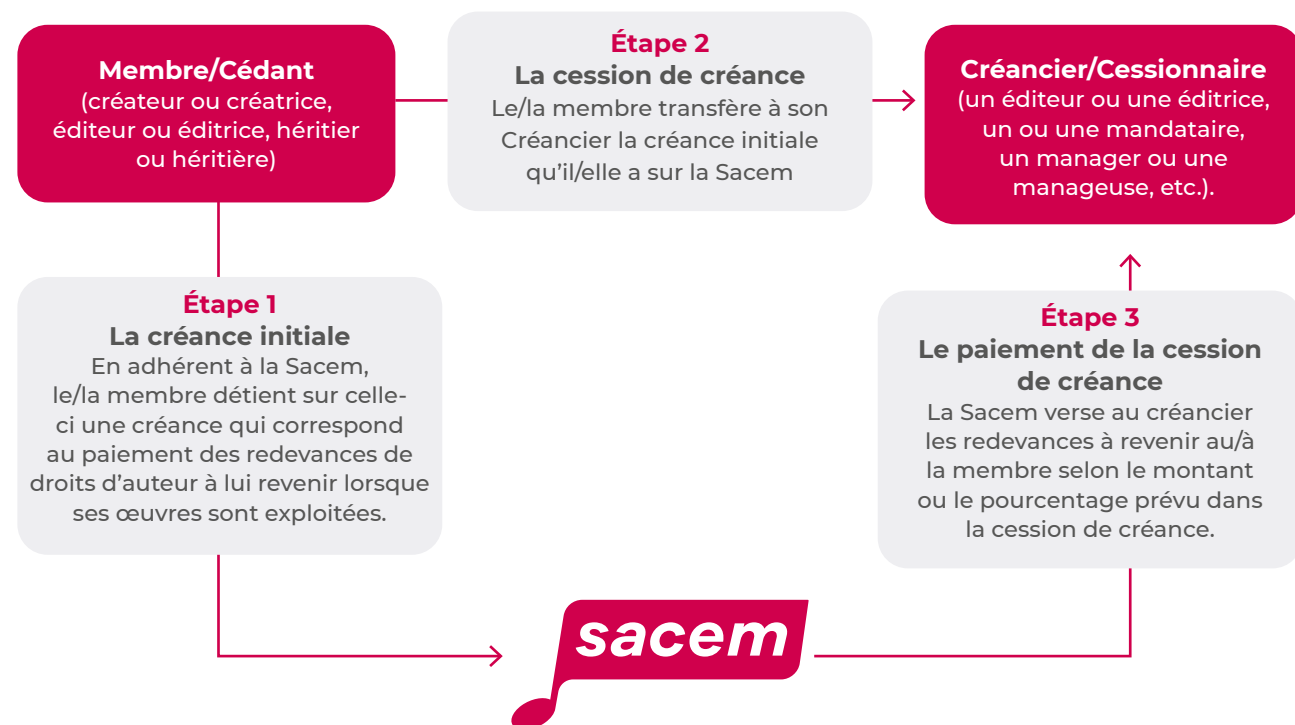 Membre/Cédant
(créateur ou créatrice,
éditeur ou éditrice, héritier
ou héritière)
Étape 2
La cession de créance
Le/la membre transfère à son
Créancier la créance initiale
qu’il/elle a sur la Sacem
Créancier/Cessionnaire
(un éditeur ou une éditrice,
un ou une mandataire,
un manager ou une
manageuse, etc.).
Étape 1
La créance initiale
En adhérent à la Sacem,
le/la membre détient sur celle-
ci une créance qui correspond
au paiement des redevances de
droits d’auteur à lui revenir lorsque
ses œuvres sont exploitées.
Étape 3
Le paiement de la cession
de créance
La Sacem verse au créancier
les redevances à revenir au/à
la membre selon le montant
ou le pourcentage prévu dans
la cession de créance.
sacem